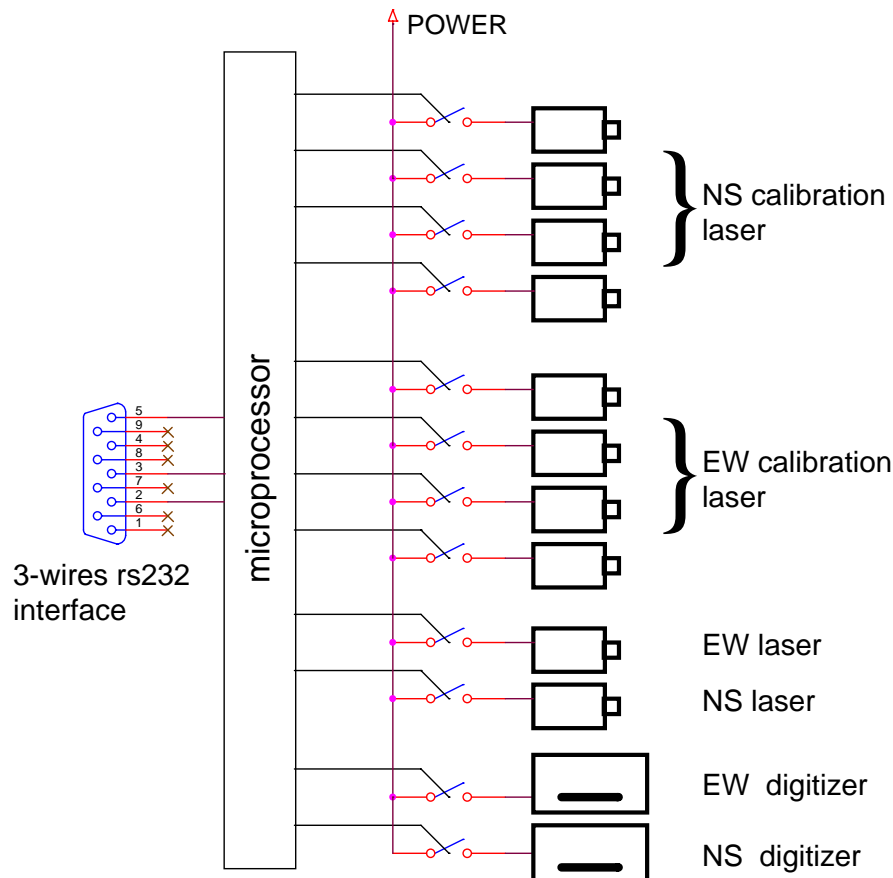 POWER
NS calibration
laser
microprocessor
5
9
4
8
3
7
2
6
1
3-wires rs232
interface
EW calibration
laser
EW laser
NS laser
EW digitizer
NS digitizer